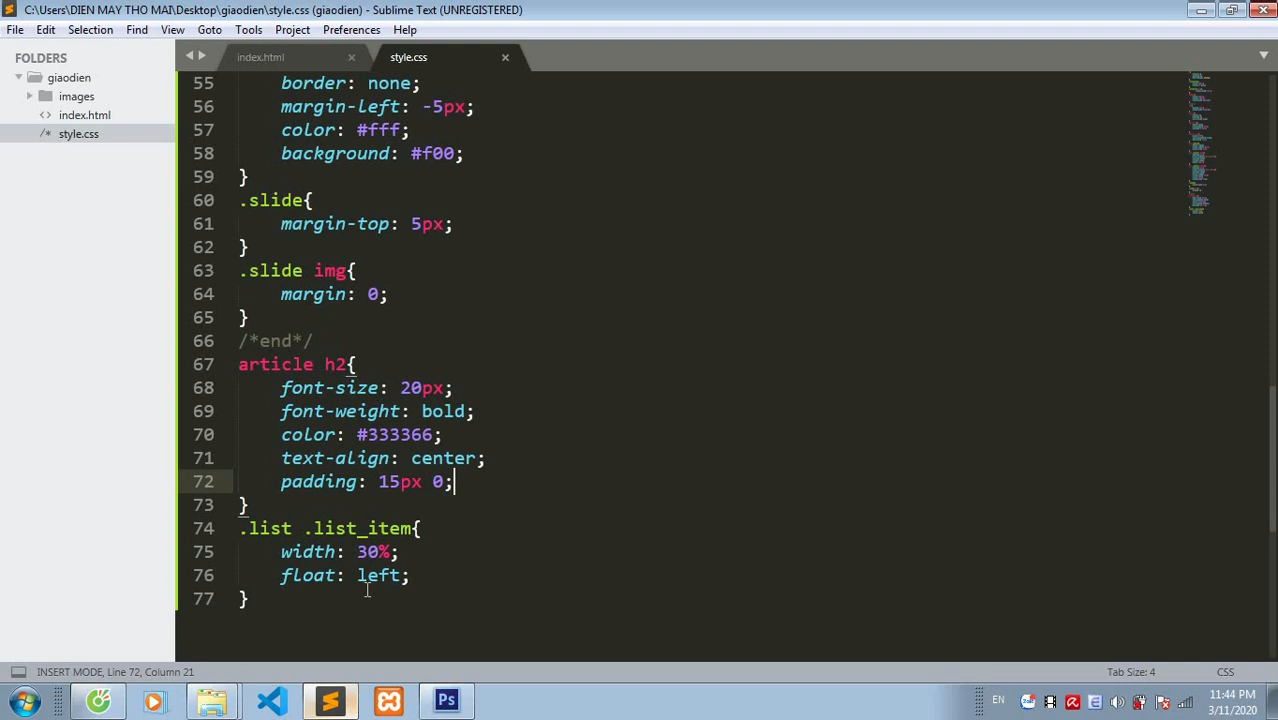 C:\Users\DIEN MAY THO MAI\Desktop\giaodien\style.css (giaodien) - Sublime Text (UNREGISTERED)
File Edit Selection Find View Goto Tools Project Preferences Help
FOLDERS
giaodien
images
index.html
style.css
index.html
style.css
55 border: none;
56 margin-left: -5px;
57 color: #fff;
58 background: #f00;
59 }
60 .slide{
61 margin-top: 5px;
62 }
63 .slide img{
64 margin: 0;
65 }
66 /*end*/
67 article h2{
68 font-size: 20px;
69 font-weight: bold;
70 color: #333366;
71 text-align: center;
72 padding: 15px 0;
73 }
74 .list .list_item{
75 width: 30%;
76 float: left;
77 }
INSERT MODE, Line 72, Column 21
Tab Size: 4
CSS
Ps
EN
11:44 PM
3/11/2020